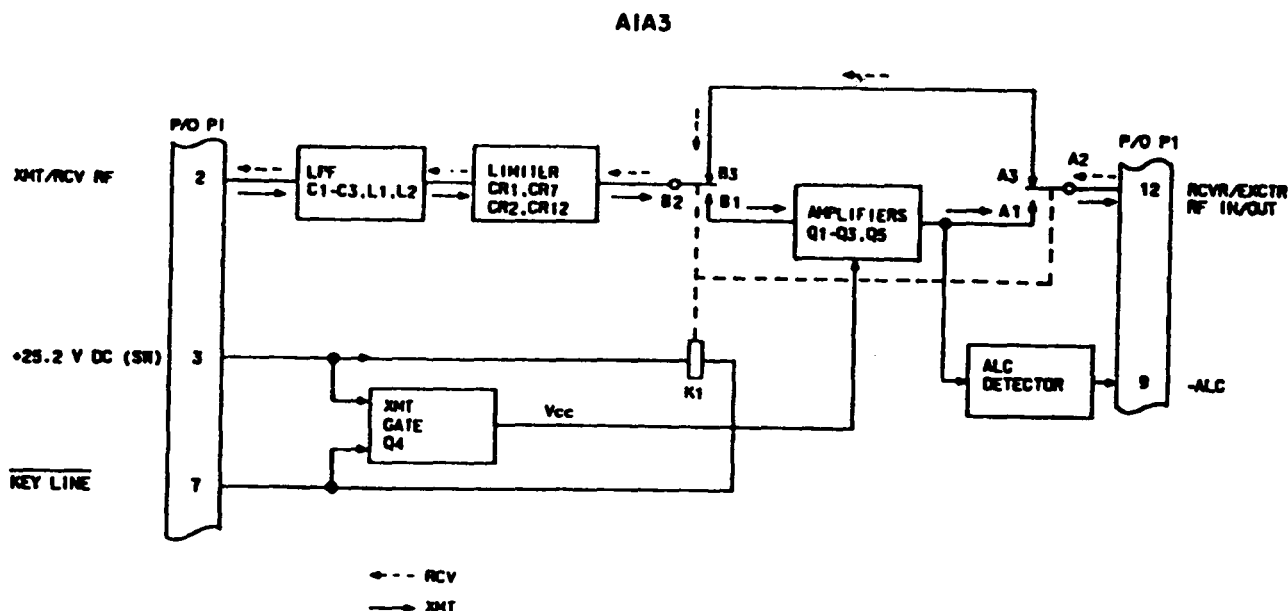 A1A3
P/O P1
XMT/RCV RF
2
LPF
C1-C3,L1,L2
LIMITER
CR1,CR7
CR2,CR12
B2
B3
B1
AMPLIFIERS
Q1-Q3,Q5
A3
A1
A2
P/O P1
12
RCVR/EXCTR
RF IN/OUT
+25.2 V DC (SW)
3
K1
ALC
DETECTOR
9
-ALC
XMT
GATE
Q4
Vcc
KEY LINE
7
RCV
XMT